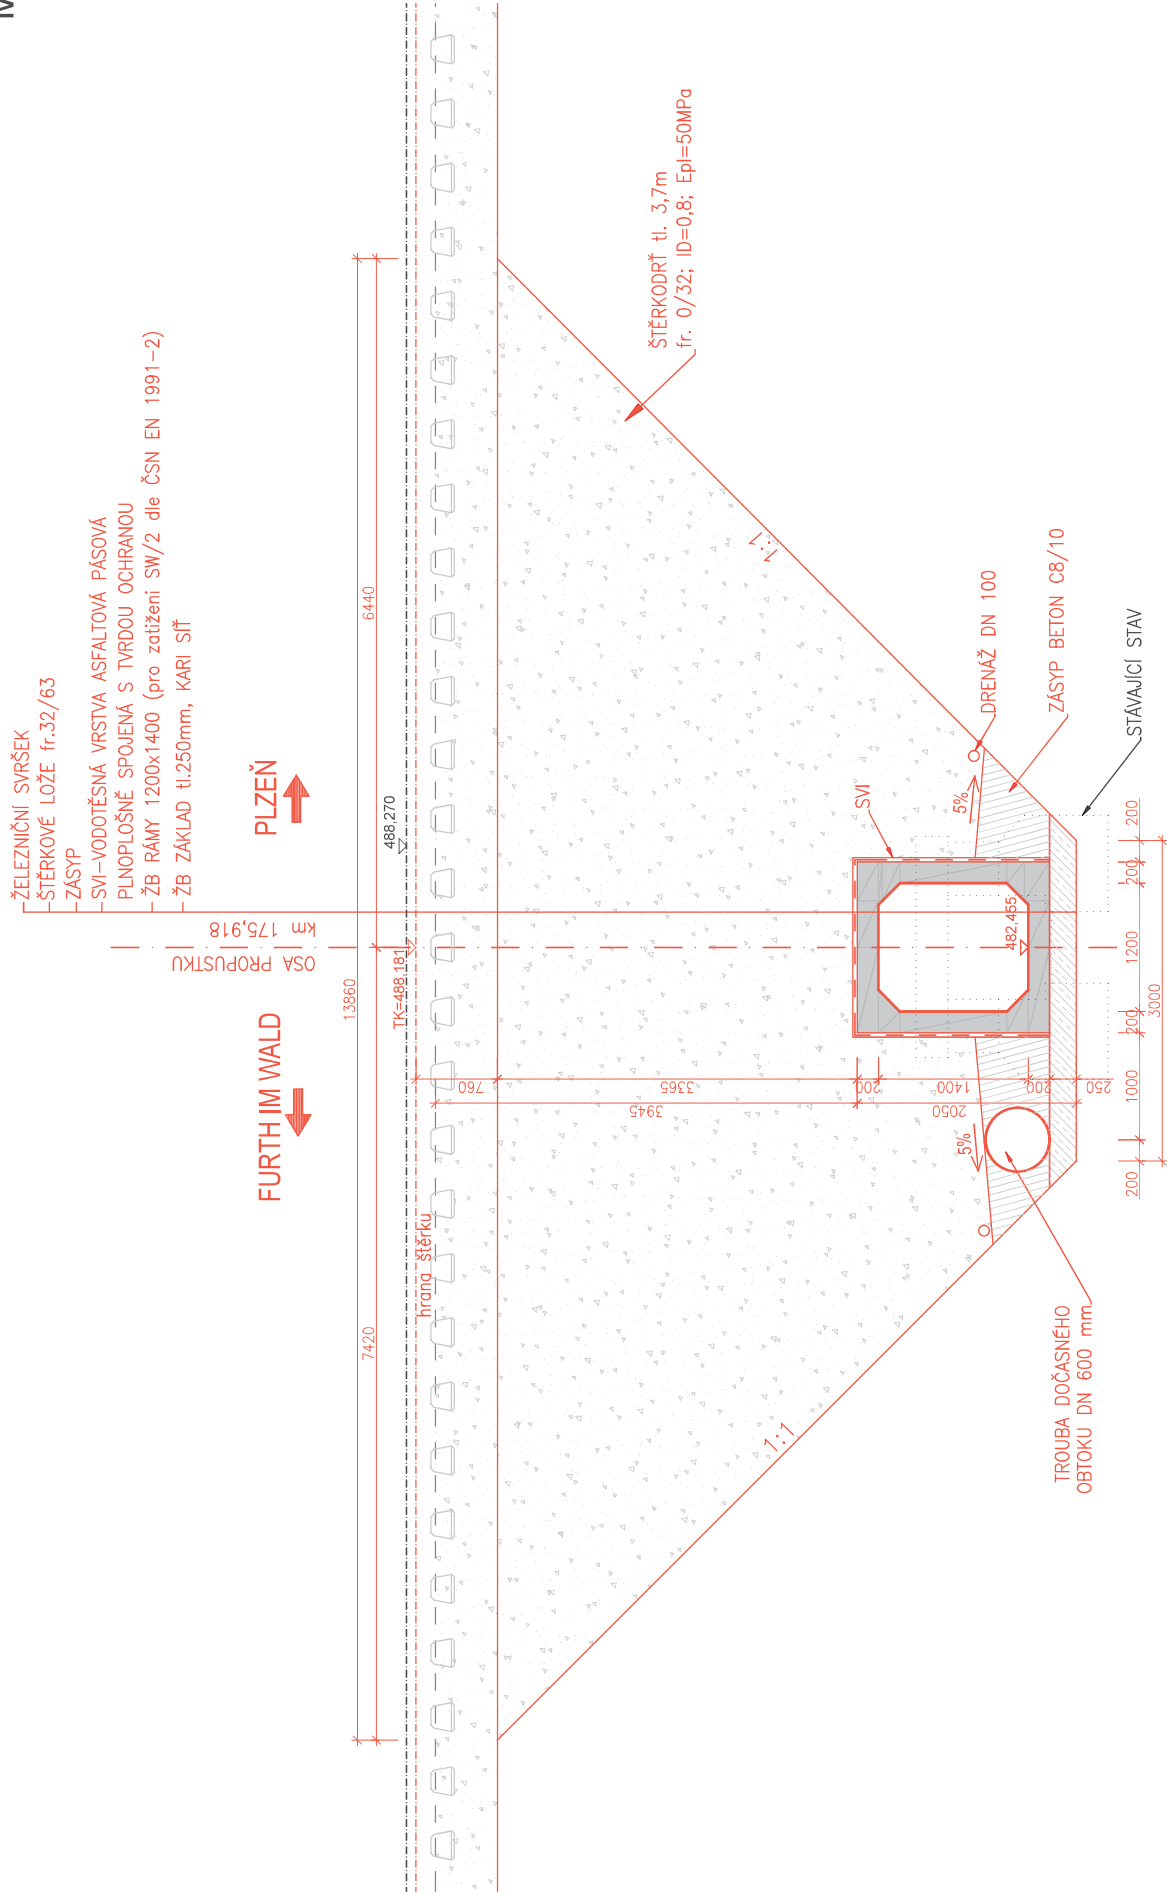 ŽELEZNIČNÍ SVRŠEK
ŠTĚRKOVÉ LOŽE fr.32/63
ZÁSYP
SVI-VODOTĚSNÁ VRSTVA ASFALTOVÁ PÁSOVÁ
PLNOPLOŠNĚ SPOJENÁ S TVRDOU OCHRANOU
ŽB RÁMY 1200x1400 (pro zatížení SW/2 dle ČSN EN 1991-2)
ŽB ZÁKLAD tl.250mm, KARI SÍŤ
OSA PROPUSTKU
km 175,918
FURTH IM WALD
PLZEŇ
13860
7420
6440
488,270
TK=488,181
hrana štěrku
760
3365
3945
200
1400
200
250
2050
ŠTĚRKODRŤ tl. 3,7m
fr. 0/32; ID=0,8; Epl=50MPa
1:1
1:1
SVI
5%
5%
482,455
DRENÁŽ DN 100
ZÁSYP BETON C8/10
STÁVAJÍCÍ STAV
TROUBA DOČASNÉHO
OBTOKU DN 600 mm
200
1000
200
1200
200
200
3000